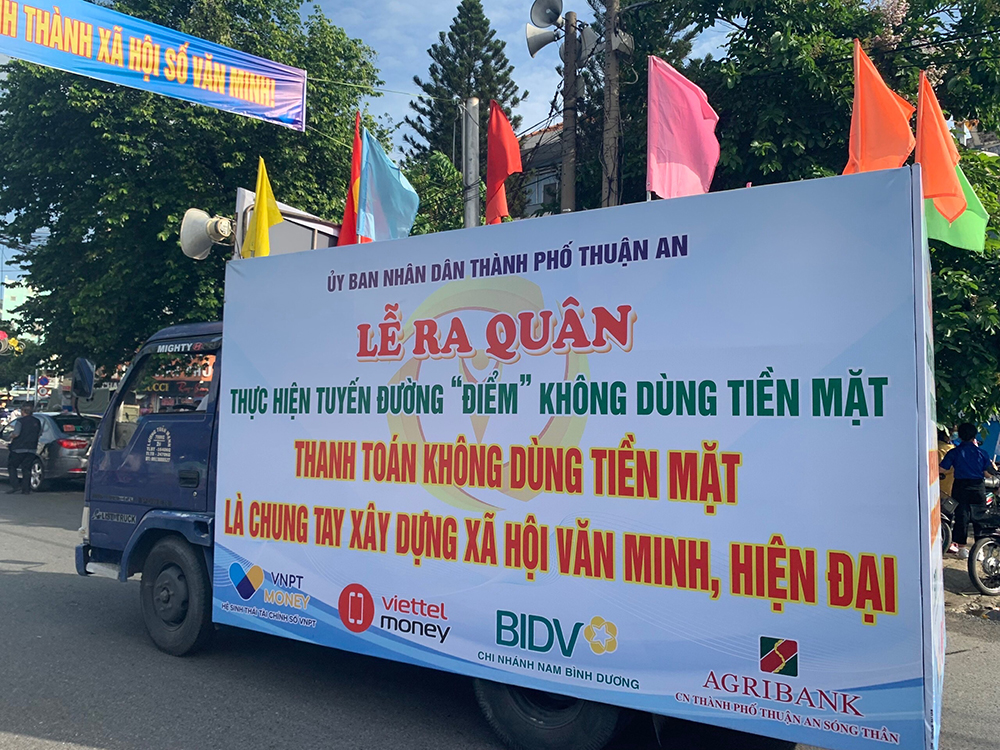 NH THÀNH XÃ HỘI SỐ VĂN MINH!
ỦY BAN NHÂN DÂN THÀNH PHỐ THUẬN AN
LỄ RA QUÂN
THỰC HIỆN TUYẾN ĐƯỜNG “ĐIỂM” KHÔNG DÙNG TIỀN MẶT
THANH TOÁN KHÔNG DÙNG TIỀN MẶT
LÀ CHUNG TAY XÂY DỰNG XÃ HỘI VĂN MINH, HIỆN ĐẠI
VNPT
MONEY
HỆ SINH THÁI TÀI CHÍNH SỐ VNPT
viettel
money
BIDV
CHI NHÁNH NAM BÌNH DƯƠNG
AGRIBANK
CN THÀNH PHỐ THUẬN AN SÓNG THẦN
MIGHTY